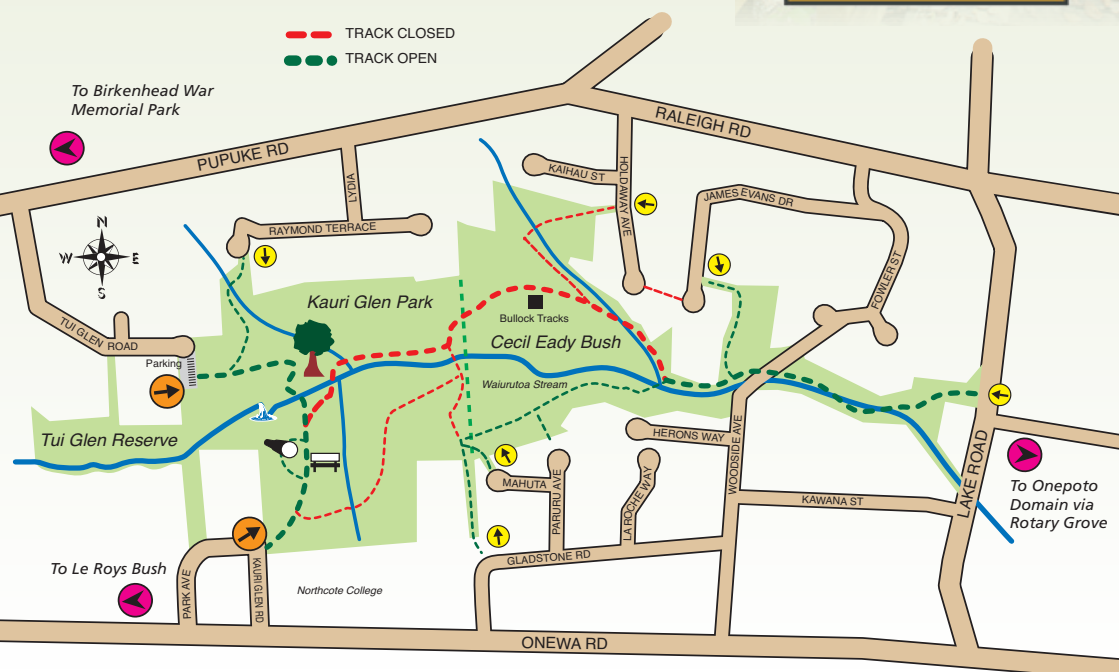 TRACK CLOSED
TRACK OPEN
To Birkenhead War
Memorial Park
PUPUKE RD
RALEIGH RD
LYDIA
KAIHAU ST
HOLDAWAY AVE
JAMES EVANS DR
RAYMOND TERRACE
N
W
E
S
FOWLER ST
TUI GLEN ROAD
Kauri Glen Park
Bullock Tracks
Cecil Eady Bush
Parking
Waiurutoa Stream
Tui Glen Reserve
HERONS WAY
WOODSIDE AVE
LAKE ROAD
MAHUTA
PARURU AVE
LA ROCHE WAY
KAWANA ST
To Onepoto
Domain via
Rotary Grove
GLADSTONE RD
To Le Roys Bush
PARK AVE
KAURI GLEN RD
Northcote College
ONEWA RD